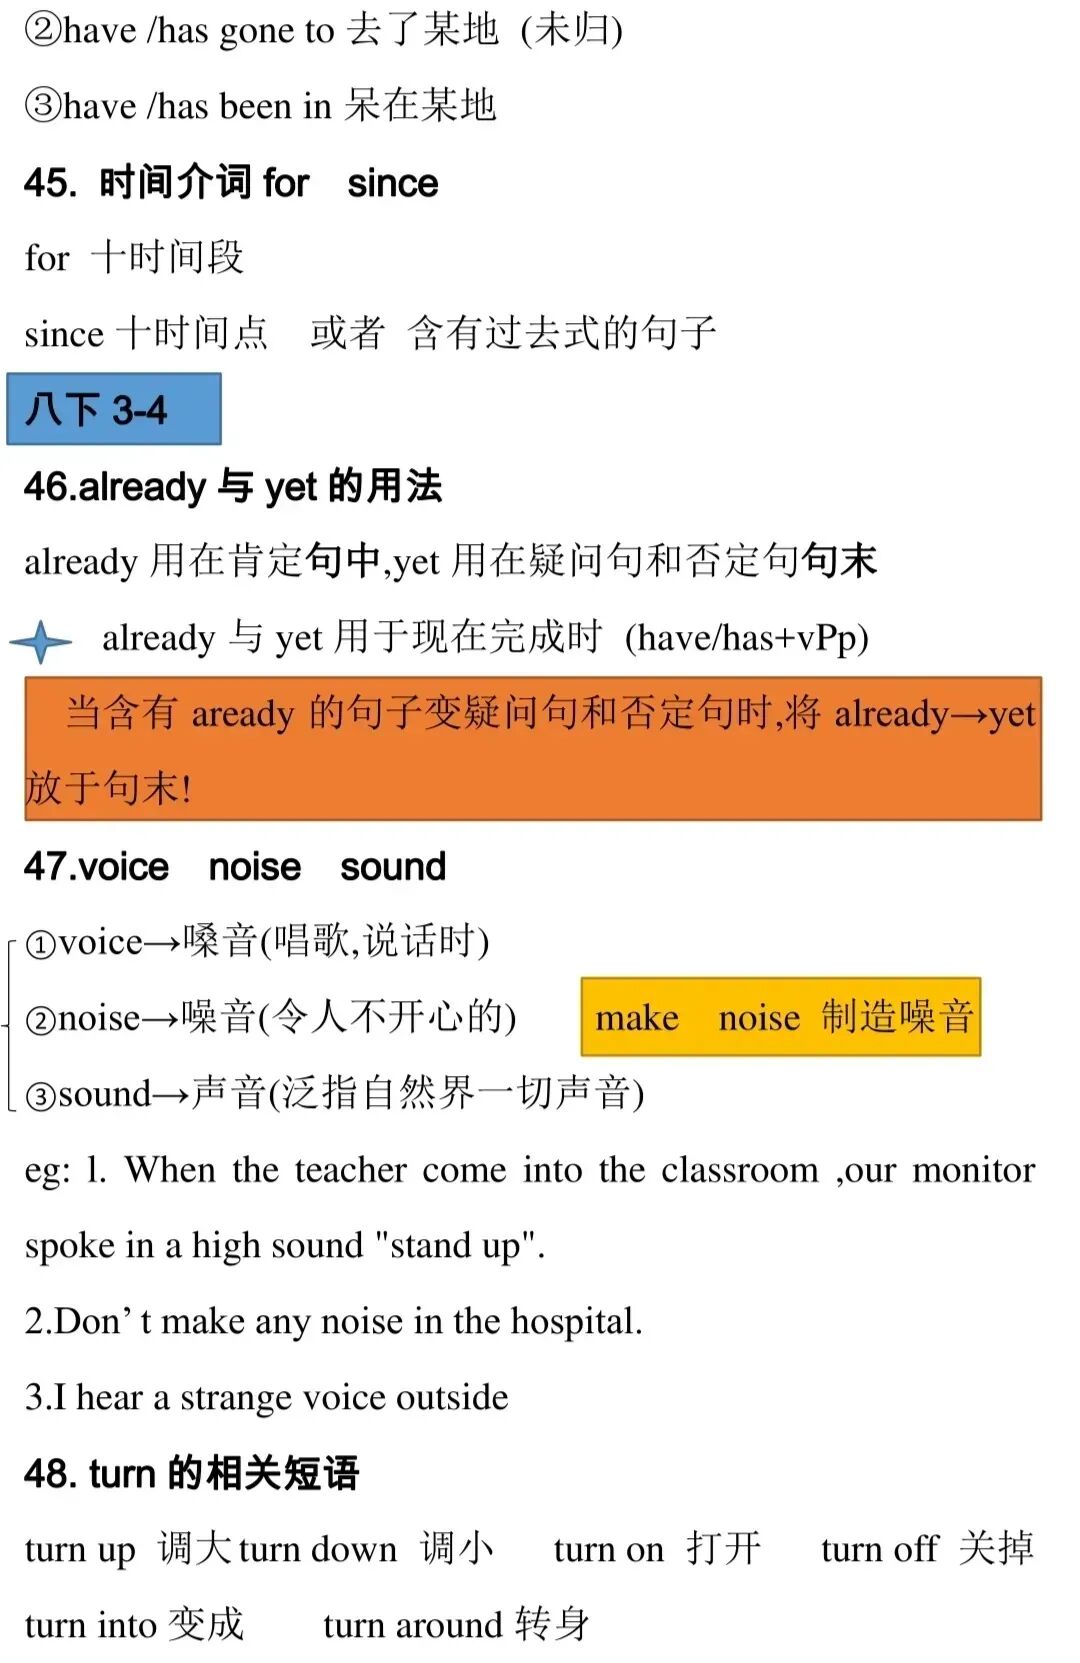 ②have /has gone to 去了某地 (未归)
③have /has been in 呆在某地
45. 时间介词 for since
for 十时间段
since 十时间点 或者 含有过去式的句子
八下 3-4
46.already 与 yet 的用法
already 用在肯定句中,yet 用在疑问句和否定句句末
already 与 yet 用于现在完成时 (have/has+vPp)
当含有 aready 的句子变疑问句和否定句时,将 already→yet
放于句末!
47.voice noise sound
①voice→嗓音(唱歌,说话时)
②noise→噪音(令人不开心的) make noise 制造噪音
③sound→声音(泛指自然界一切声音)
eg: l. When the teacher come into the classroom ,our monitor
spoke in a high sound "stand up".
2.Don’ t make any noise in the hospital.
3.I hear a strange voice outside
48. turn 的相关短语
turn up 调大 turn down 调小 turn on 打开 turn off 关掉
turn into 变成 turn around 转身